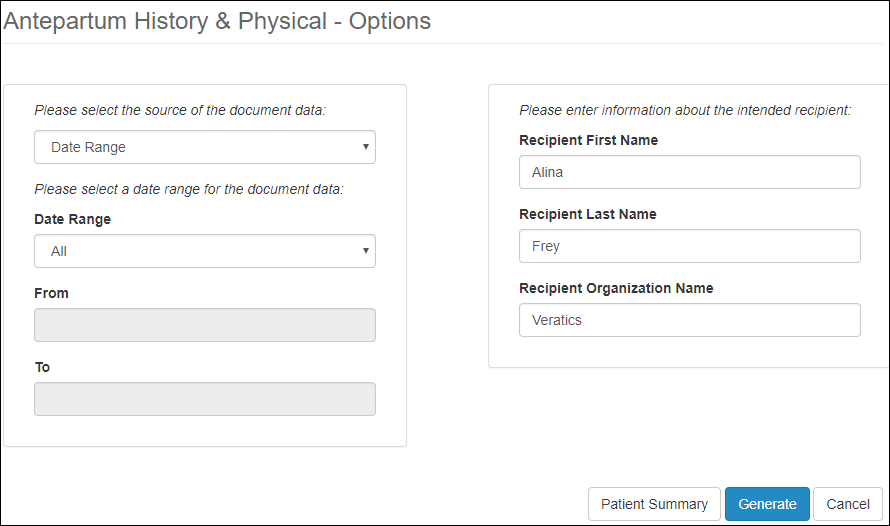 Antepartum History & Physical - Options
Please select the source of the document data:
Date Range
Please select a date range for the document data:
Date Range
All
From
To
Please enter information about the intended recipient:
Recipient First Name
Alina
Recipient Last Name
Frey
Recipient Organization Name
Veratics
Patient Summary
Generate
Cancel